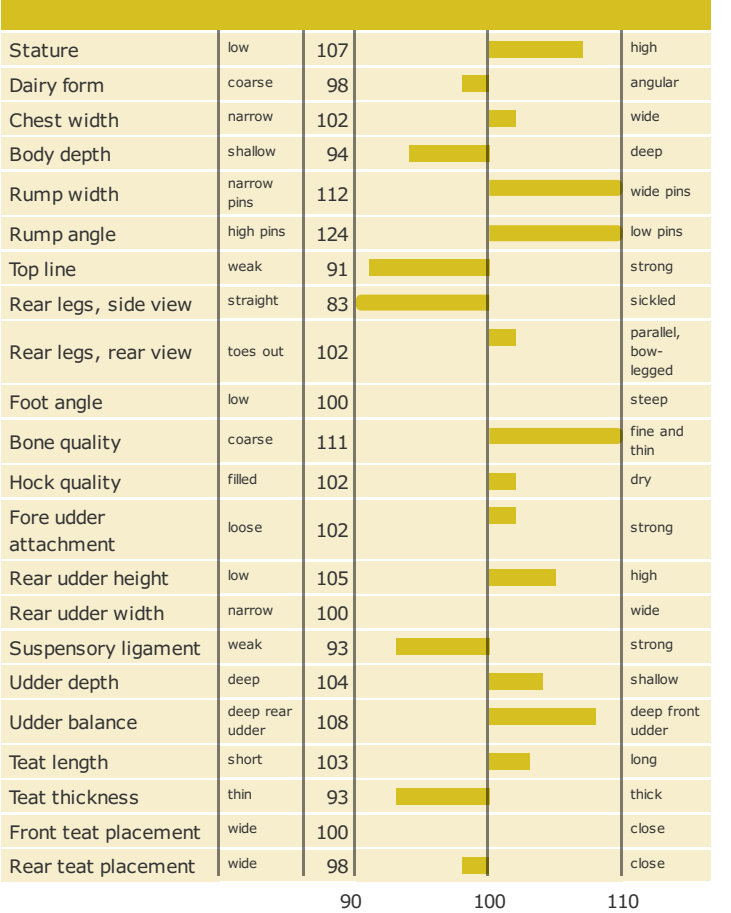 Stature low 107 high
Dairy form coarse 98 angular
Chest width narrow 102 wide
Body depth shallow 94 deep
Rump width narrow pins 112 wide pins
Rump angle high pins 124 low pins
Top line weak 91 strong
Rear legs, side view straight 83 sickled
Rear legs, rear view toes out 102 parallel, bow-legged
Foot angle low 100 steep
Bone quality coarse 111 fine and thin
Hock quality filled 102 dry
Fore udder attachment loose 102 strong
Rear udder height low 105 high
Rear udder width narrow 100 wide
Suspensory ligament weak 93 strong
Udder depth deep 104 shallow
Udder balance deep rear udder 108 deep front udder
Teat length short 103 long
Teat thickness thin 93 thick
Front teat placement wide 100 close
Rear teat placement wide 98 close
90 100 110